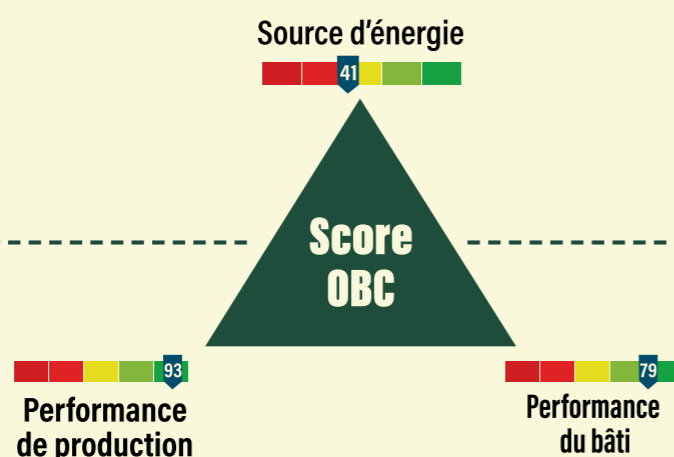 Source d'énergie
41
Score
OBC
93
Performance
de production
79
Performance
du bâti